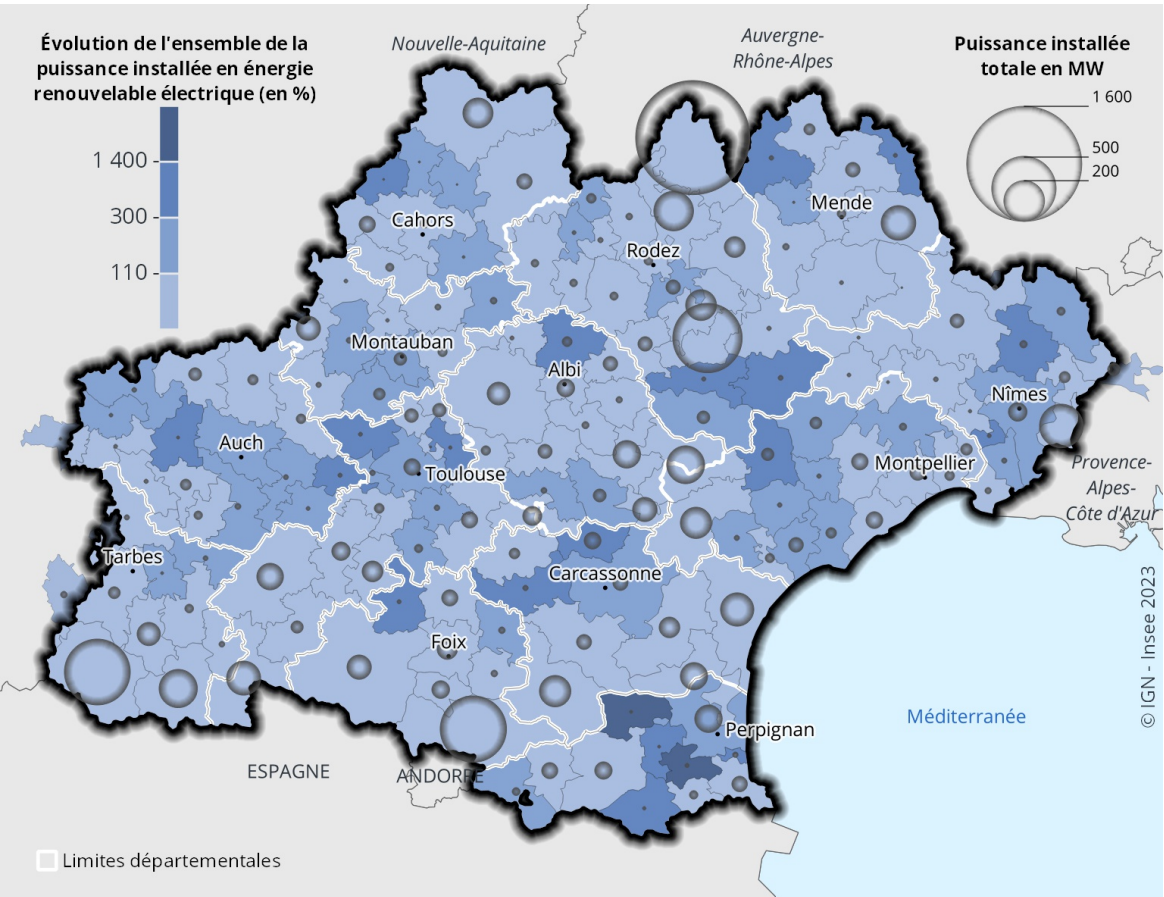 Évolution de l'ensemble de la
puissance installée en énergie
renouvelable électrique (en %)
1 400
300
110
Nouvelle-Aquitaine
Auvergne-
Rhône-Alpes
Puissance installée
totale en MW
1 600
500
200
Cahors
Mende
Rodez
Montauban
Albi
Nîmes
Auch
Toulouse
Montpellier
Provence-
Alpes-
Côte d'Azur
Tarbes
Carcassonne
Foix
Perpignan
Méditerranée
ESPAGNE
ANDORRE
Limites départementales
© IGN - Insee 2023